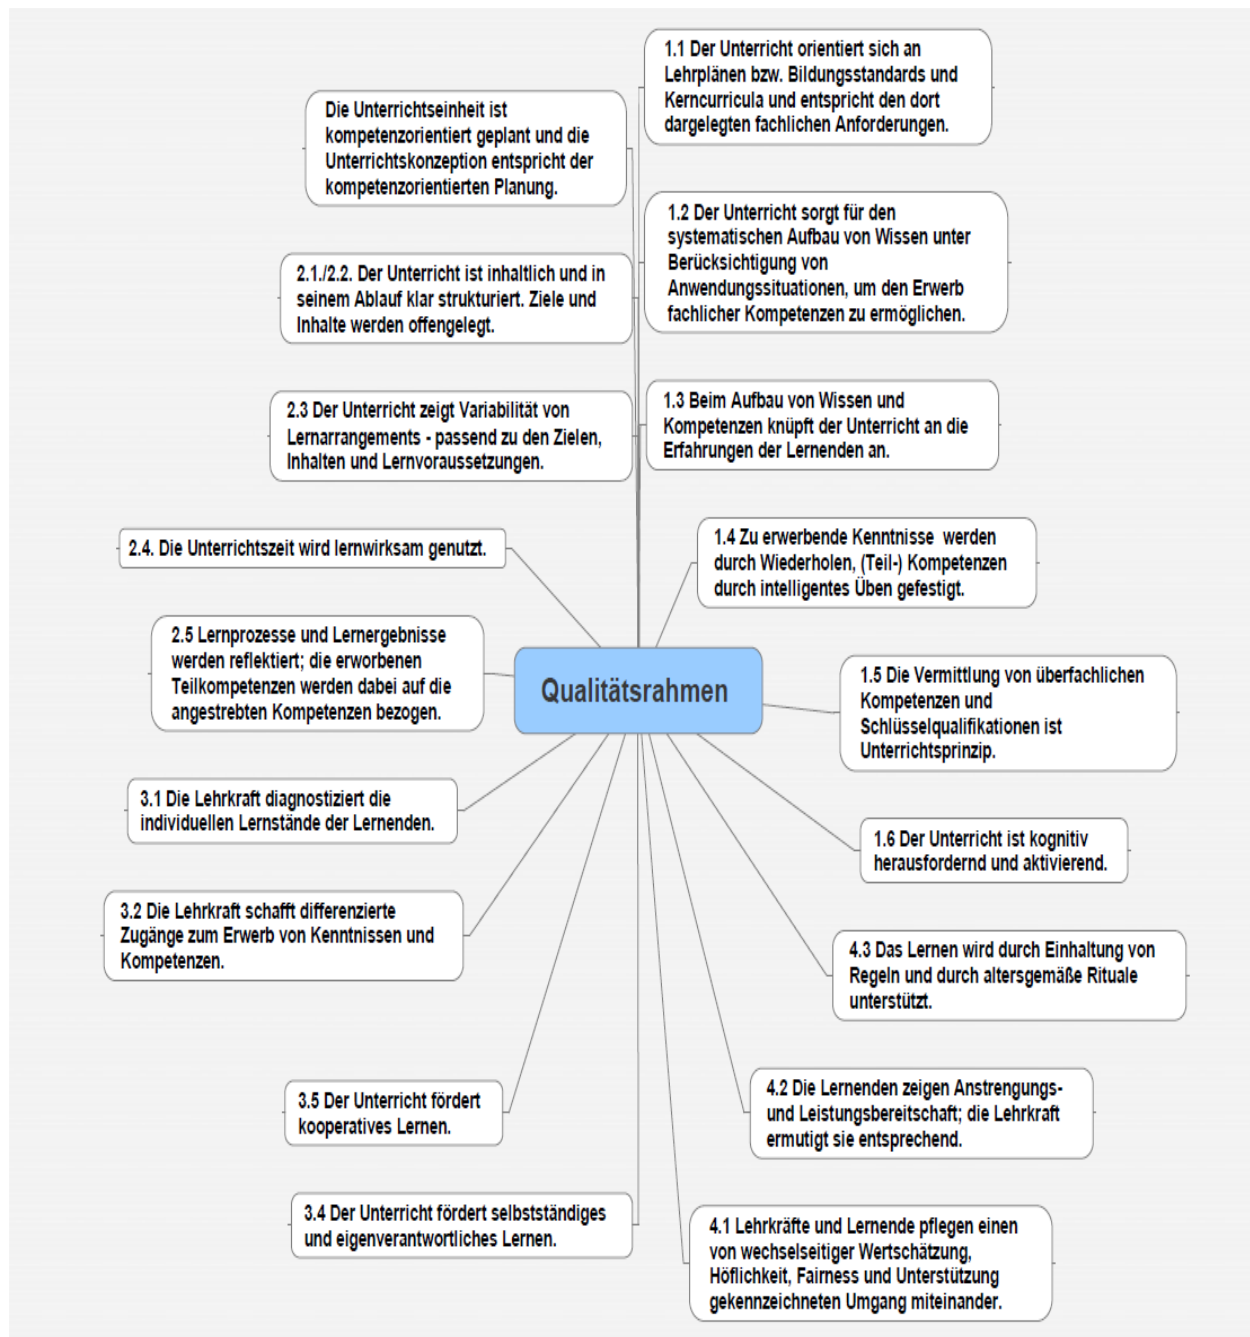 1.1 Der Unterricht orientiert sich an
Lehrplänen bzw. Bildungsstandards und
Kerncurricula und entspricht den dort
dargelegten fachlichen Anforderungen.
Die Unterrichtseinheit ist
kompetenzorientiert geplant und die
Unterrichtskonzeption entspricht der
kompetenzorientierten Planung.
1.2 Der Unterricht sorgt für den
systematischen Aufbau von Wissen unter
Berücksichtigung von
Anwendungssituationen, um den Erwerb
fachlicher Kompetenzen zu ermöglichen.
2.1./2.2. Der Unterricht ist inhaltlich und in
seinem Ablauf klar strukturiert. Ziele und
Inhalte werden offengelegt.
1.3 Beim Aufbau von Wissen und
Kompetenzen knüpft der Unterricht an die
Erfahrungen der Lernenden an.
2.3 Der Unterricht zeigt Variabilität von
Lernarrangements - passend zu den Zielen,
Inhalten und Lernvoraussetzungen.
1.4 Zu erwerbende Kenntnisse werden
durch Wiederholen, (Teil-) Kompetenzen
durch intelligentes Üben gefestigt.
2.4. Die Unterrichtszeit wird lernwirksam genutzt.
2.5 Lernprozesse und Lernergebnisse
werden reflektiert; die erworbenen
Teilkompetenzen werden dabei auf die
angestrebten Kompetenzen bezogen.
Qualitätsrahmen
1.5 Die Vermittlung von überfachlichen
Kompetenzen und
Schlüsselqualifikationen ist
Unterrichtsprinzip.
3.1 Die Lehrkraft diagnostiziert die
individuellen Lernstände der Lernenden.
1.6 Der Unterricht ist kognitiv
herausfordernd und aktivierend.
3.2 Die Lehrkraft schafft differenzierte
Zugänge zum Erwerb von Kenntnissen und
Kompetenzen.
4.3 Das Lernen wird durch Einhaltung von
Regeln und durch altersgemäße Rituale
unterstützt.
3.5 Der Unterricht fördert
kooperatives Lernen.
4.2 Die Lernenden zeigen Anstrengungs-
und Leistungsbereitschaft; die Lehrkraft
ermutigt sie entsprechend.
3.4 Der Unterricht fördert selbstständiges
und eigenverantwortliches Lernen.
4.1 Lehrkräfte und Lernende pflegen einen
von wechselseitiger Wertschätzung,
Höflichkeit, Fairness und Unterstützung
gekennzeichneten Umgang miteinander.